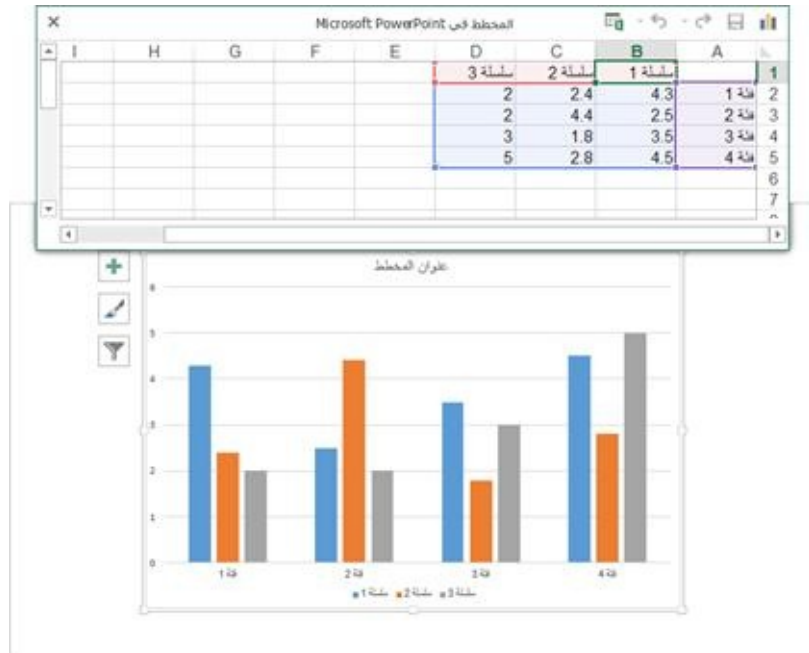 المخطط في Microsoft PowerPoint
A B C D E F G H I
1 سلسلة 1 سلسلة 2 سلسلة 3
2 فئة 1 4.3 2.4 2
3 فئة 2 2.5 4.4 2
4 فئة 3 3.5 1.8 3
5 فئة 4 4.5 2.8 5
6
7
عنوان المخطط
6
5
4
3
2
1
0
فئة 1 فئة 2 فئة 3 فئة 4
سلسلة 1 سلسلة 2 سلسلة 3